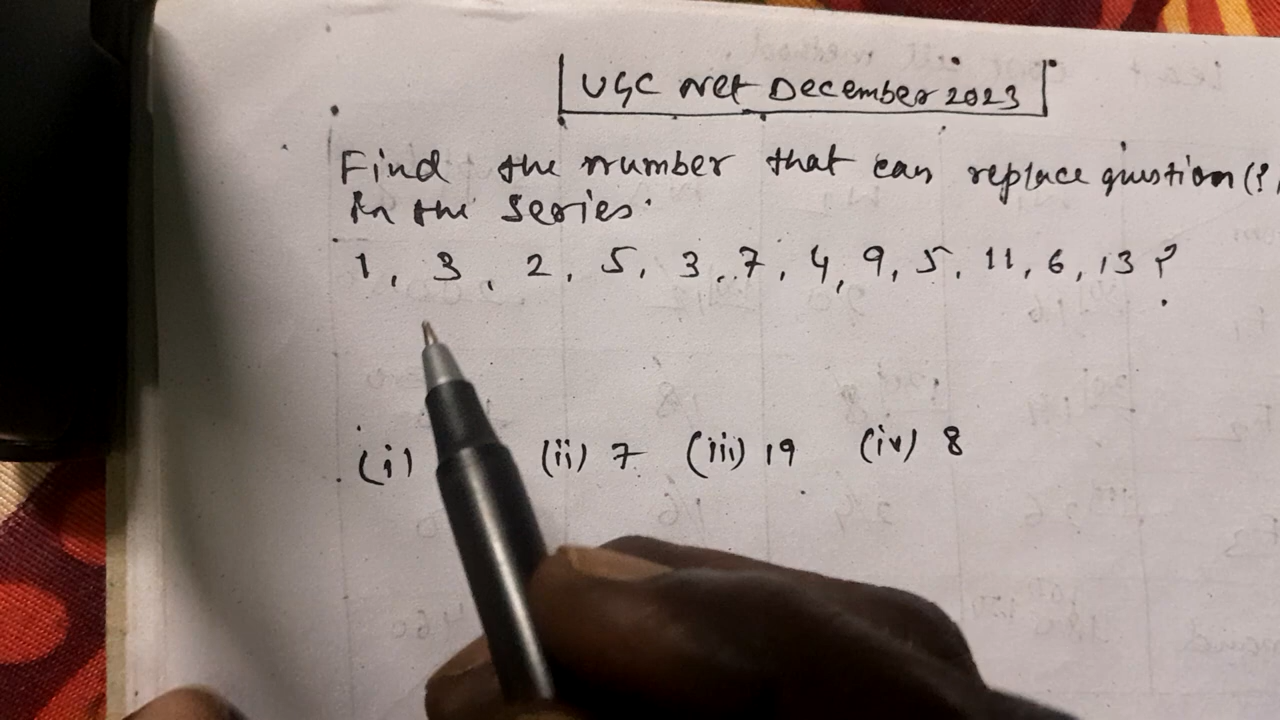 UGC Net December 2023
Find the number that can replace question (?)
in the series.
1, 3, 2, 5, 3, 7, 4, 9, 5, 11, 6, 13 ?
(i) (ii) 7 (iii) 19 (iv) 8